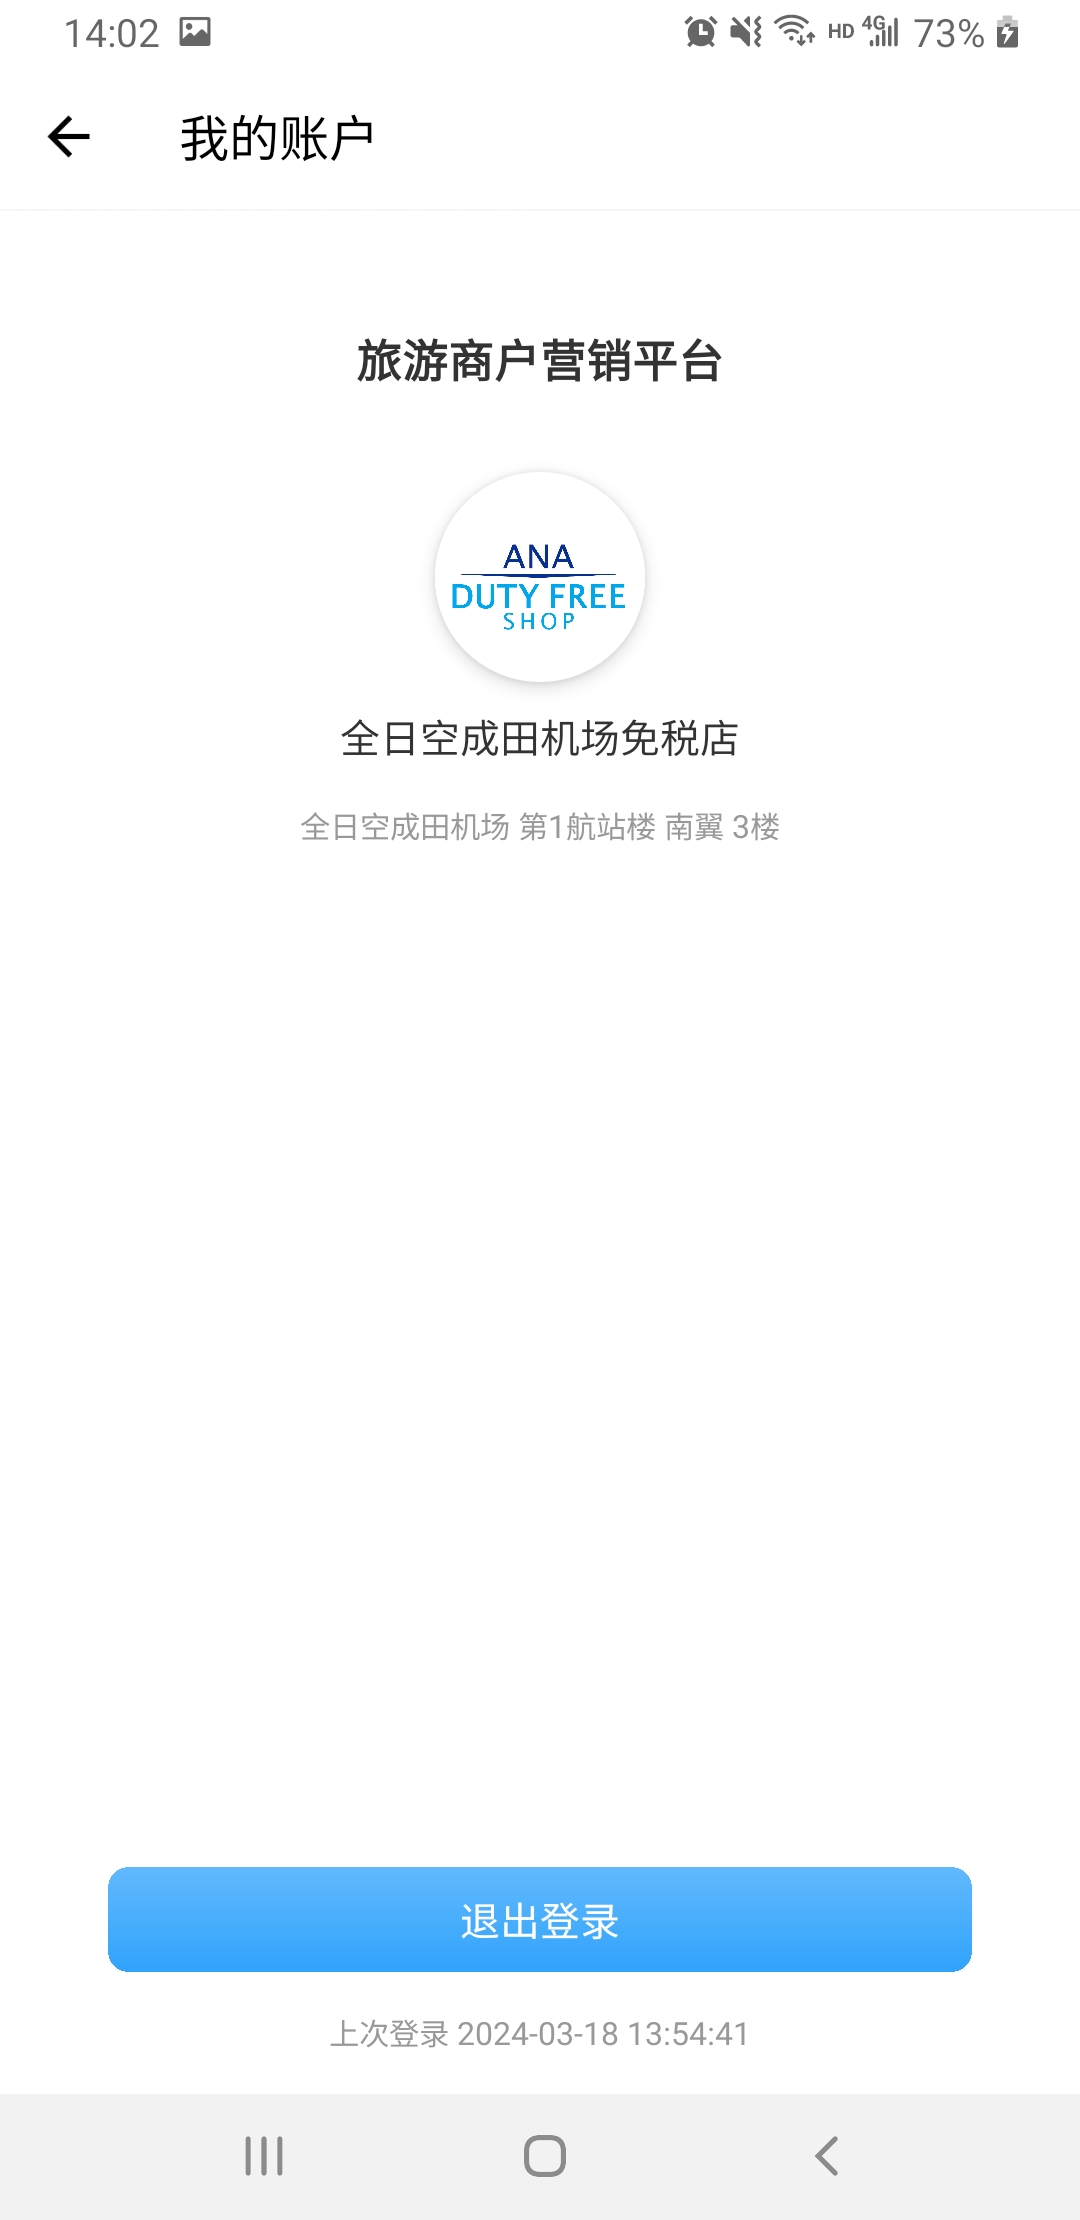 14:02 HD 4G 73%
我的账户
旅游商户营销平台
ANA
DUTY FREE
SHOP
全日空成田机场免税店
全日空成田机场 第1航站楼 南翼 3楼
退出登录
上次登录 2024-03-18 13:54:41